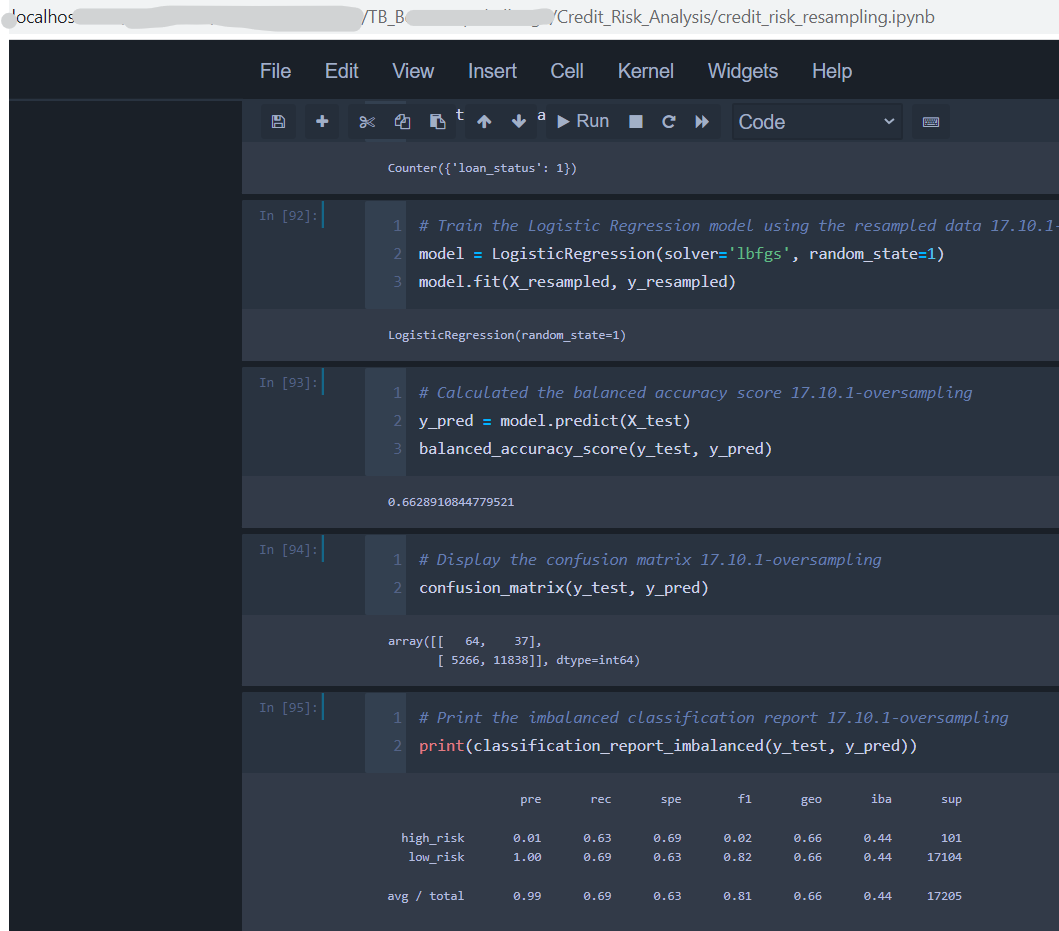 localhos /TB_B /Credit_Risk_Analysis/credit_risk_resampling.ipynb
File Edit View Insert Cell Kernel Widgets Help
t a Run Code
Counter({'loan_status': 1})
In [92]:
1 # Train the Logistic Regression model using the resampled data 17.10.1-
2 model = LogisticRegression(solver='lbfgs', random_state=1)
3 model.fit(X_resampled, y_resampled)
LogisticRegression(random_state=1)
In [93]:
1 # Calculated the balanced accuracy score 17.10.1-oversampling
2 y_pred = model.predict(X_test)
3 balanced_accuracy_score(y_test, y_pred)
0.6628910844779521
In [94]:
1 # Display the confusion matrix 17.10.1-oversampling
2 confusion_matrix(y_test, y_pred)
array([[   64,    37],
       [ 5266, 11838]], dtype=int64)
In [95]:
1 # Print the imbalanced classification report 17.10.1-oversampling
2 print(classification_report_imbalanced(y_test, y_pred))
pre rec spe f1 geo iba sup
high_risk 0.01 0.63 0.69 0.02 0.66 0.44 101
low_risk 1.00 0.69 0.63 0.82 0.66 0.44 17104
avg / total 0.99 0.69 0.63 0.81 0.66 0.44 17205